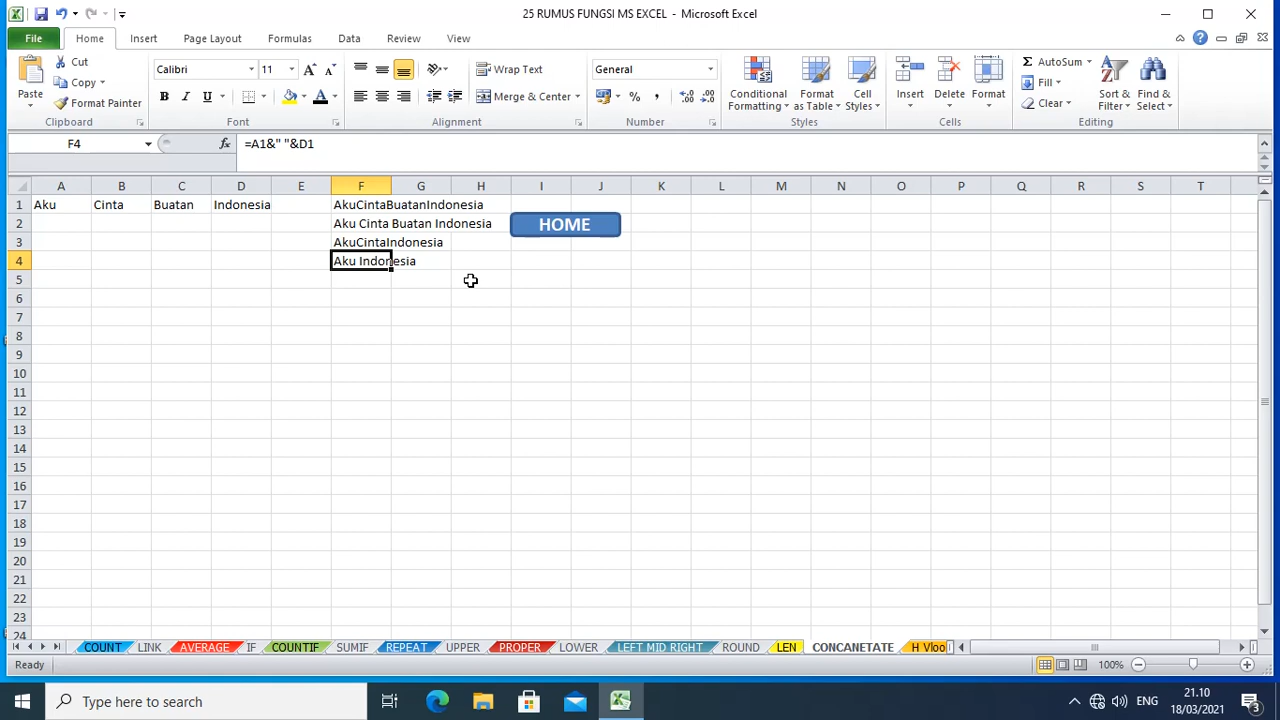 25 RUMUS FUNGSI MS EXCEL - Microsoft Excel
File Home Insert Page Layout Formulas Data Review View
Paste
Cut
Copy
Format Painter
Clipboard
Calibri 11
B I U
Font
Wrap Text
Merge & Center
Alignment
General
Number
Conditional Formatting
Format as Table
Cell Styles
Styles
Insert
Delete
Format
Cells
AutoSum
Fill
Clear
Sort & Filter
Find & Select
Editing
F4 fx =A1&" "&D1
A B C D E F G H I J K L M N O P Q R S T
1 Aku Cinta Buatan Indonesia AkuCintaBuatanIndonesia
2 Aku Cinta Buatan Indonesia HOME
3 AkuCintaIndonesia
4 Aku Indonesia
5
6
7
8
9
10
11
12
13
14
15
16
17
18
19
20
21
22
23
24
COUNT LINK AVERAGE IF COUNTIF SUMIF REPEAT UPPER PROPER LOWER LEFT MID RIGHT ROUND LEN CONCANETATE H Vloo
Ready 100%
Type here to search ENG 21.10
18/03/2021 3